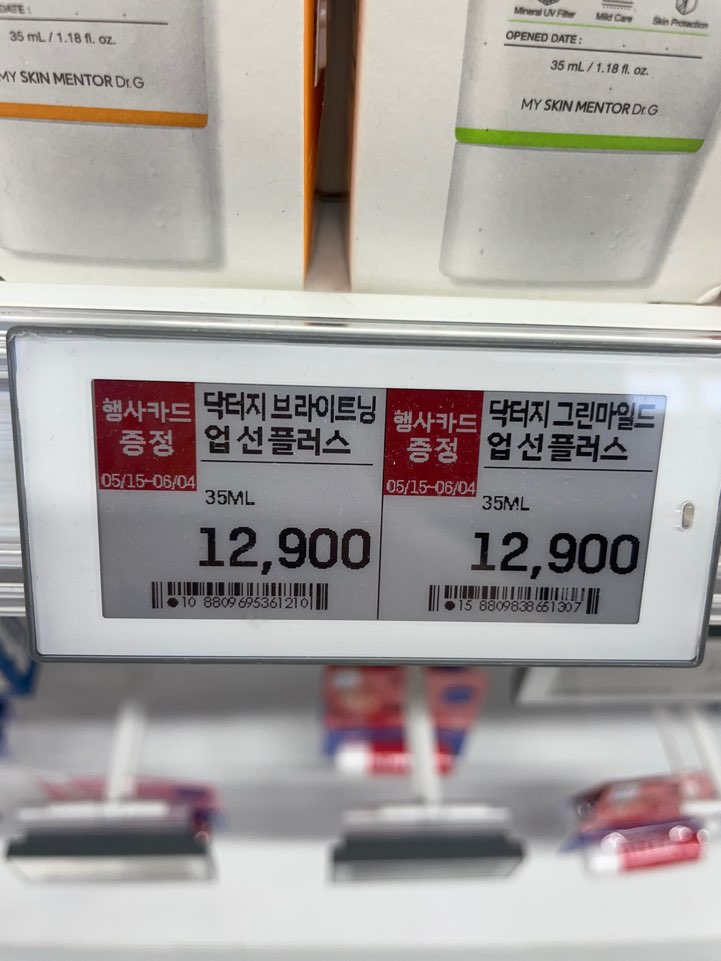 DATE :
35 mL / 1.18 fl. oz.
MY SKIN MENTOR Dr.G
Mineral UV Filter
Mild Care
Skin Protection
OPENED DATE :
35 mL / 1.18 fl. oz.
MY SKIN MENTOR Dr.G
행사카드
증정
05/15-06/04
닥터지 브라이트닝
업 선 플러스
35ML
12,900
10 8809695361210
행사카드
증정
05/15-06/04
닥터지 그린마일드
업 선 플러스
35ML
12,900
15 8809838651307